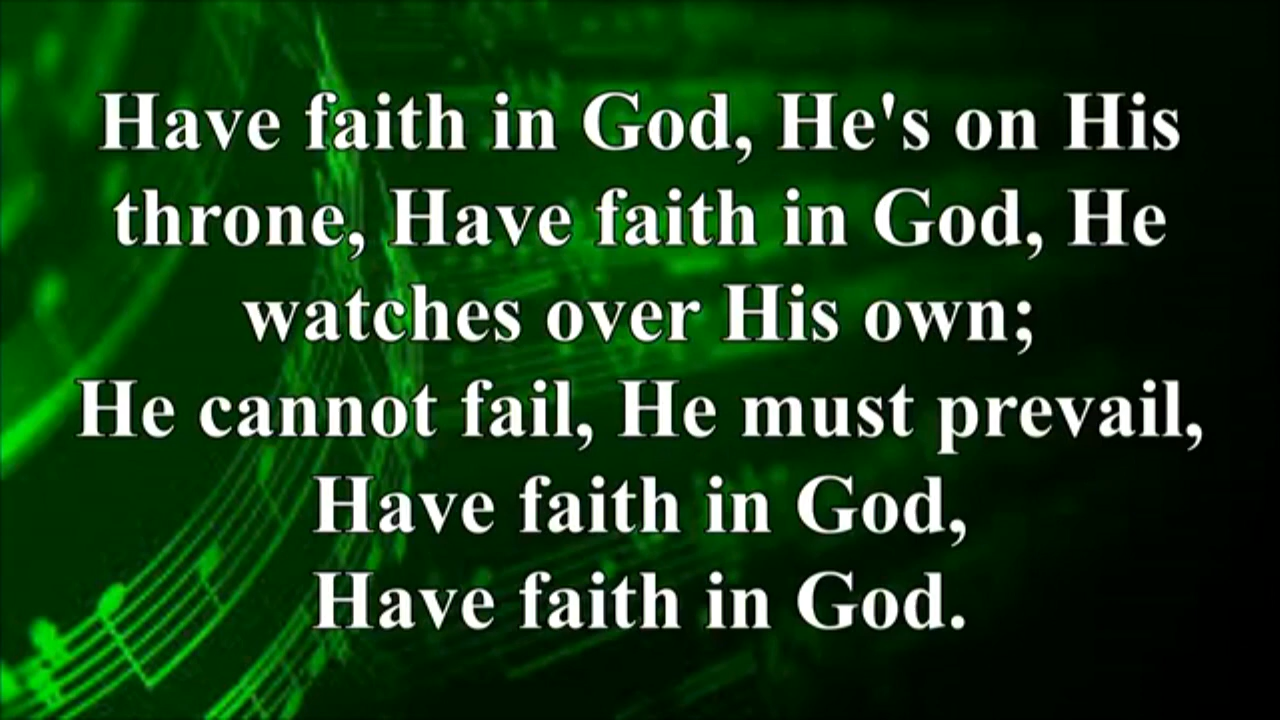 Have faith in God, He's on His
throne, Have faith in God, He
watches over His own;
He cannot fail, He must prevail,
Have faith in God,
Have faith in God.